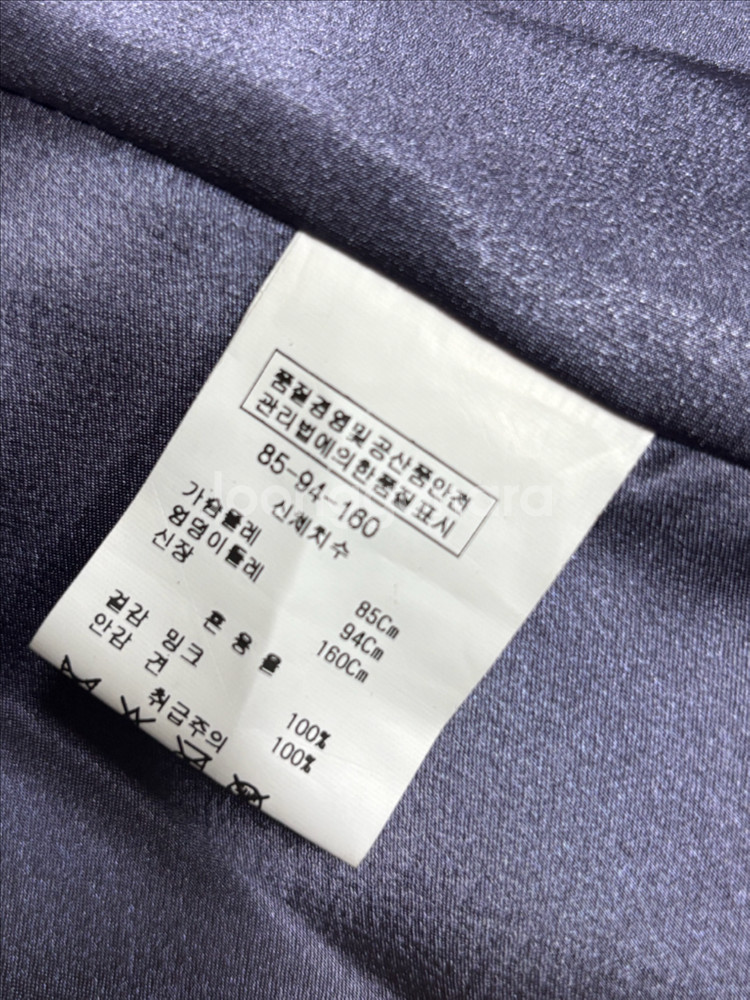 품질경영및공산품안전
관리법에의한품질표시
85-94-160
신체치수
가슴둘레 85Cm
엉덩이둘레 94Cm
신장 160Cm
혼용율
겉감 밍크 100%
안감 견 100%
취급주의